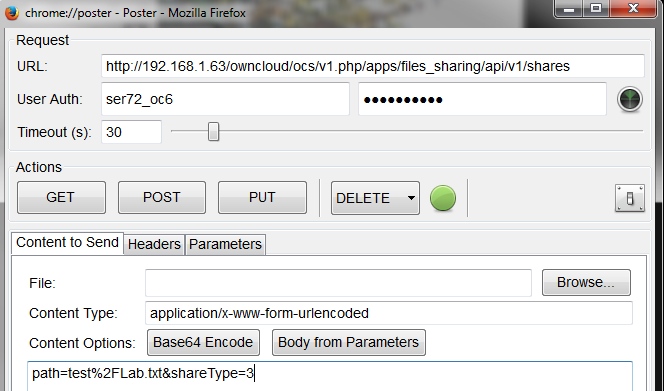 chrome://poster - Poster - Mozilla Firefox
Request
URL: http://192.168.1.63/owncloud/ocs/v1.php/apps/files_sharing/api/v1/shares
User Auth: ser72_oc6 ●●●●●●●●●●
Timeout (s): 30
Actions
GET POST PUT DELETE
Content to Send Headers Parameters
File: Browse...
Content Type: application/x-www-form-urlencoded
Content Options: Base64 Encode Body from Parameters
path=test%2FLab.txt&shareType=3